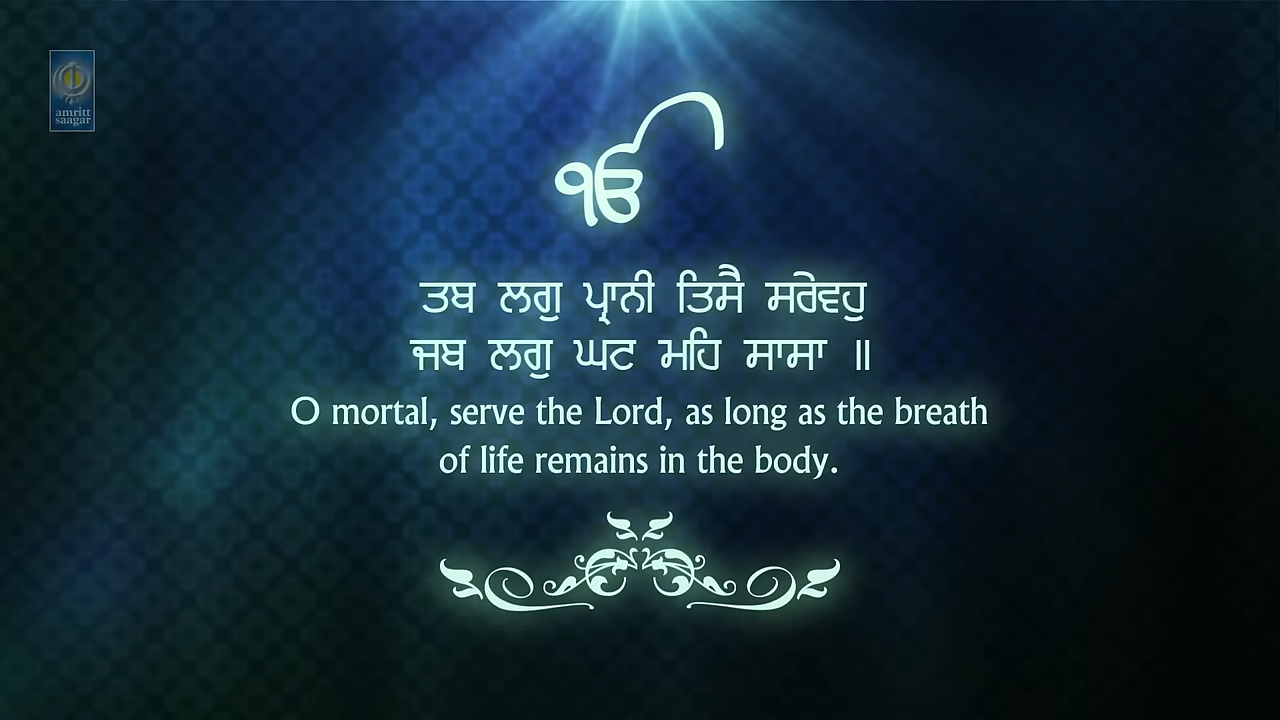 amritt
saagar
ੴ
ਤਬ ਲਗੁ ਪ੍ਰਾਨੀ ਤਿਸੈ ਸਰੇਵਹੁ
ਜਬ ਲਗੁ ਘਟ ਮਹਿ ਸਾਸਾ ॥
O mortal, serve the Lord, as long as the breath
of life remains in the body.